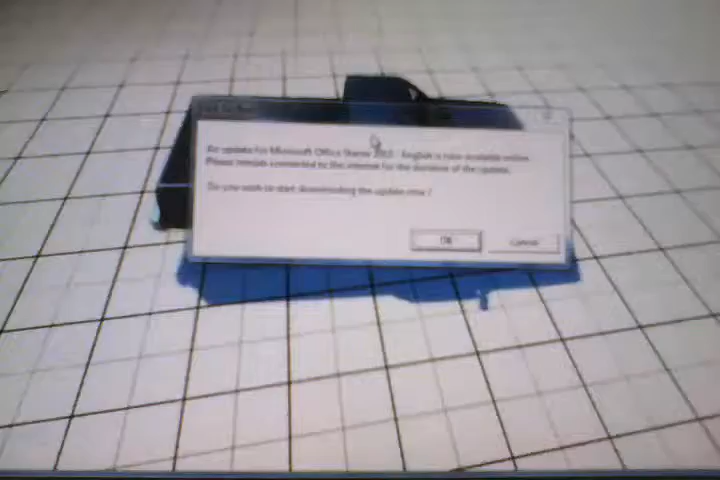 An update for Microsoft Office Starter 2010 - English is now available online.
Please remain connected to the internet for the duration of the update.
Do you wish to start downloading the update now ?
OK
Cancel